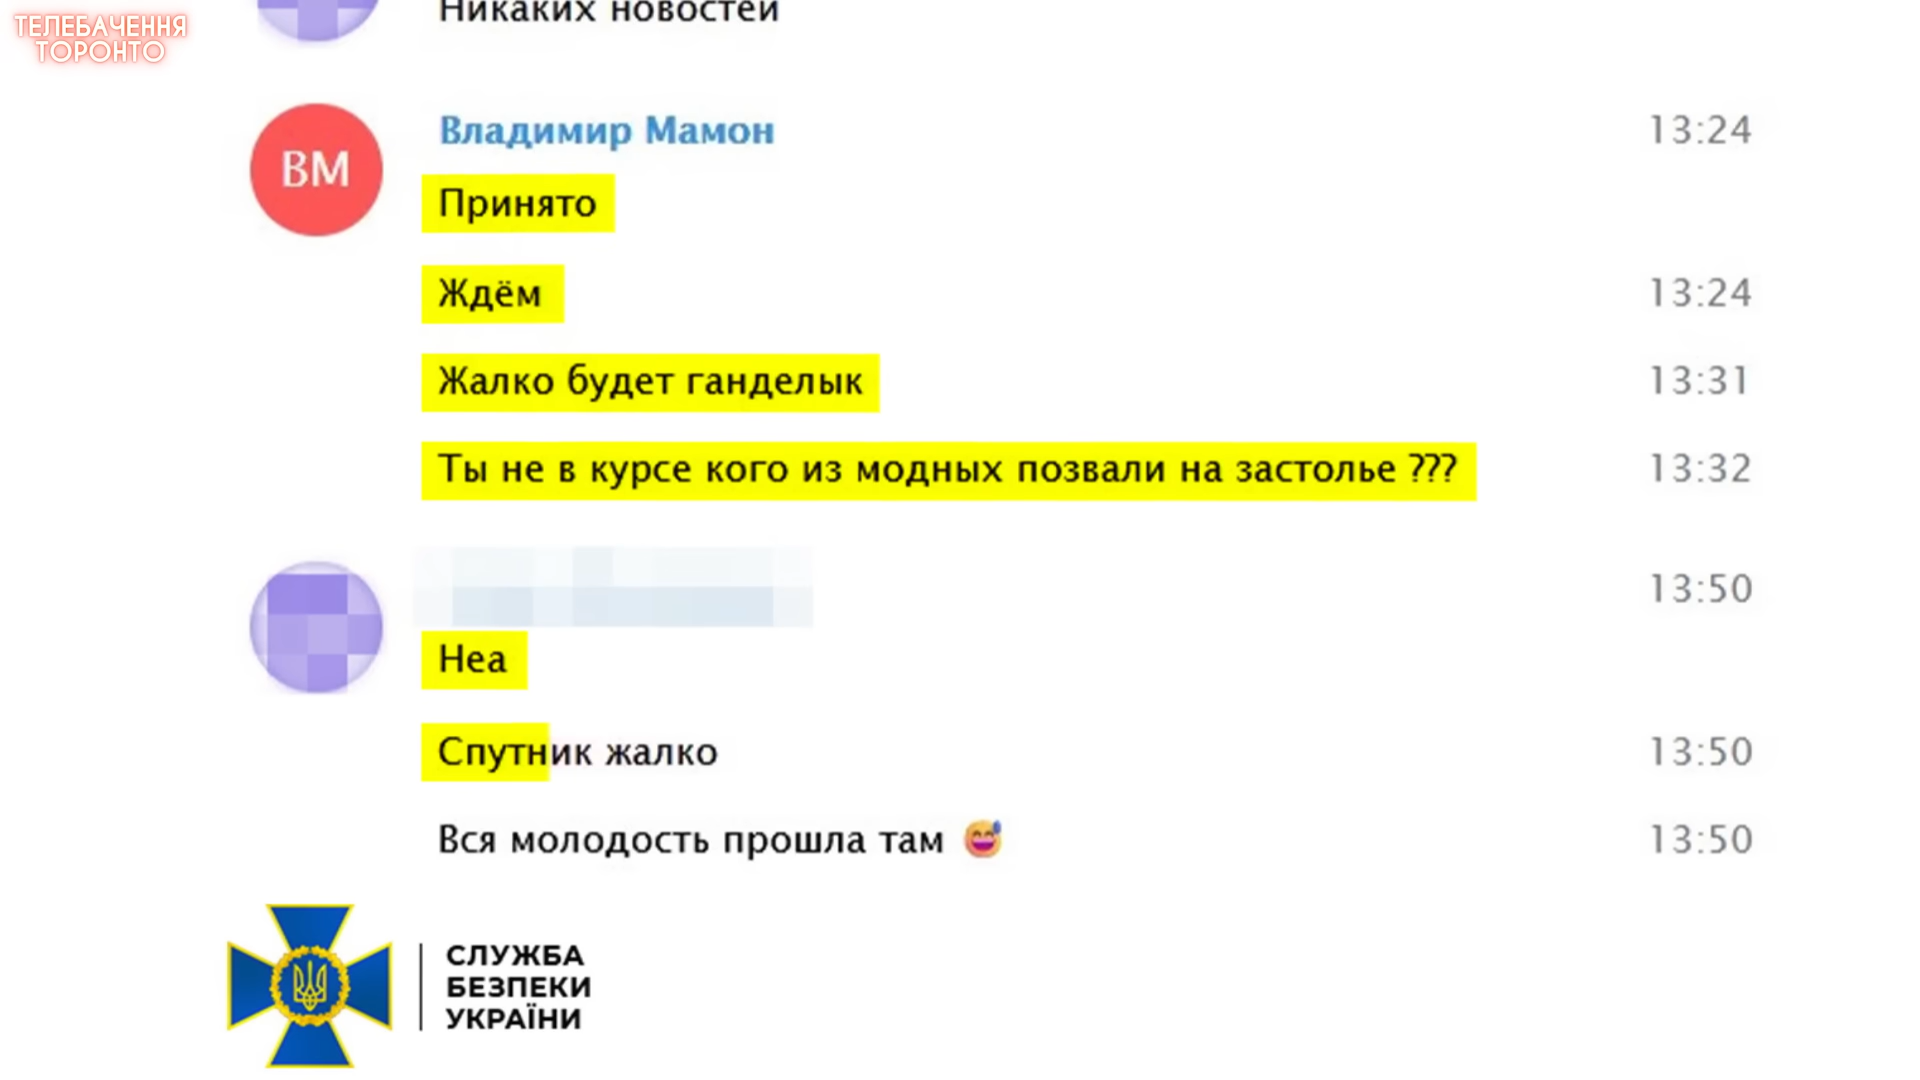 ТЕЛЕБАЧЕННЯ
ТОРОНТО
Никаких новостей
ВМ
Владимир Мамон 13:24
Принято
Ждём 13:24
Жалко будет ганделык 13:31
Ты не в курсе кого из модных позвали на застолье ??? 13:32
13:50
Неа
Спутник жалко 13:50
Вся молодость прошла там 😅 13:50
СЛУЖБА
БЕЗПЕКИ
УКРАЇНИ